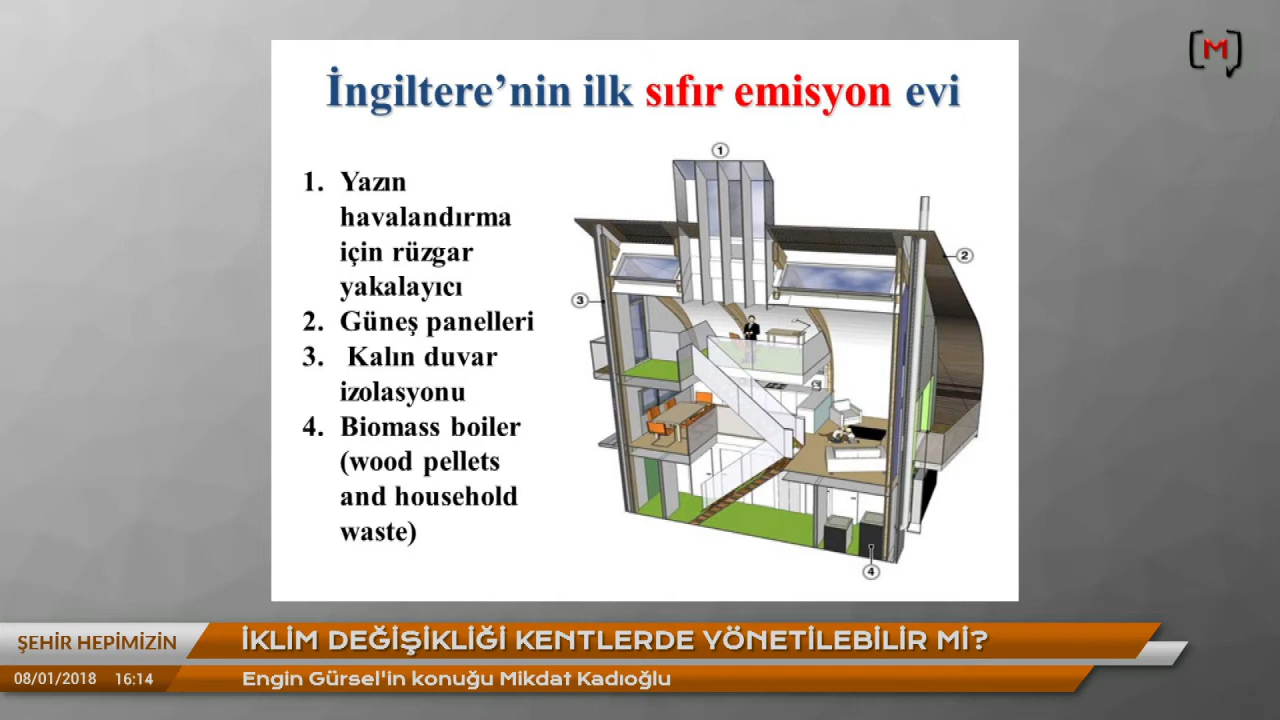 [M]
İngiltere’nin ilk sıfır emisyon evi
1. Yazın
havalandırma
için rüzgar
yakalayıcı
2. Güneş panelleri
3. Kalın duvar
izolasyonu
4. Biomass boiler
(wood pellets
and household
waste)
1
2
3
4
ŞEHİR HEPİMİZİN
İKLİM DEĞİŞİKLİĞİ KENTLERDE YÖNETİLEBİLİR Mİ?
08/01/2018 16:14
Engin Gürsel'in konuğu Mikdat Kadıoğlu